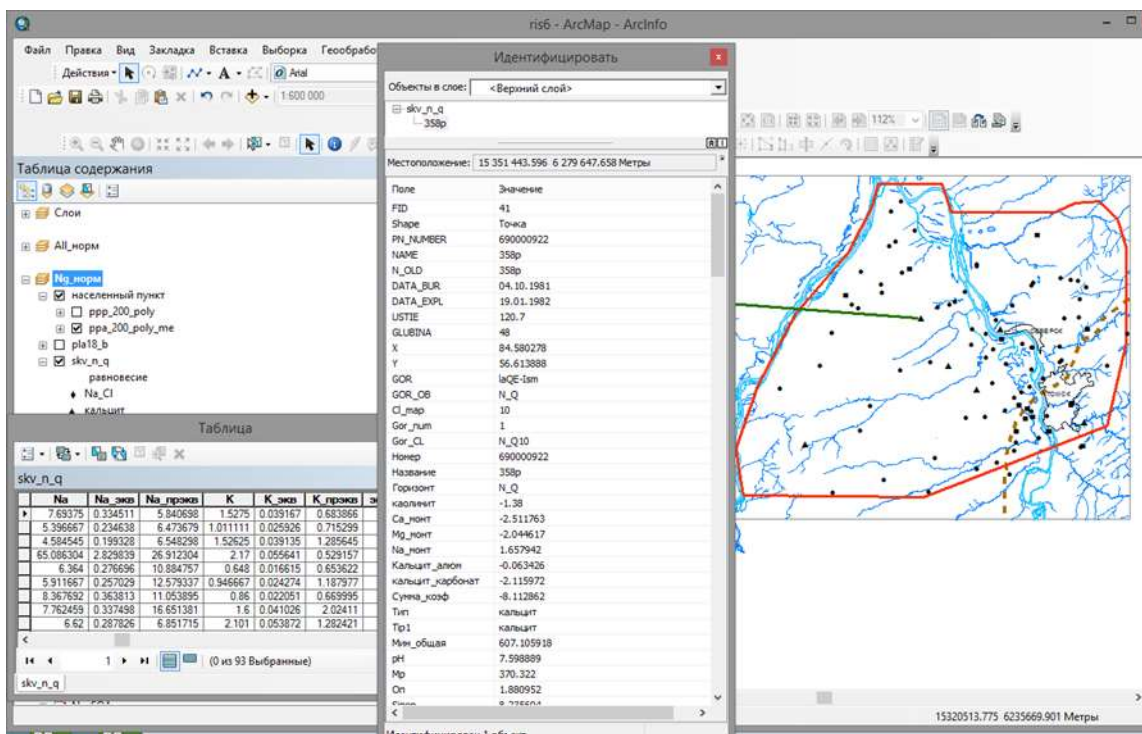 ris6 - ArcMap - ArcInfo
Файл Правка Вид Закладка Вставка Выборка Геообрабо
Действия
A
Arial
1:600 000
112%
Таблица содержания
Слои
All_норм
Ng_норм
населенный пункт
ppp_200_poly
ppa_200_poly_me
pla18_b
skv_n_q
равновесие
Na_Cl
кальцит
Таблица
skv_n_q
Na Na_экв Na_прэкв K K_экв K_прэкв
7.69375 0.334511 5.840698 1.5275 0.039167 0.683866
5.396667 0.234638 6.473679 1.011111 0.025926 0.715299
4.584545 0.199328 6.548298 1.52625 0.039135 1.285645
65.086304 2.829839 26.912304 2.17 0.055641 0.529157
6.364 0.276696 10.884757 0.648 0.016615 0.653622
5.911667 0.257029 12.579337 0.946667 0.024274 1.187977
8.367692 0.363813 11.053895 0.86 0.022051 0.669995
7.762459 0.337498 16.651381 1.6 0.041026 2.02411
6.62 0.287826 6.851715 2.101 0.053872 1.282421
1 (0 из 93 Выбранные)
skv_n_q
Идентифицировать
Объекты в слое: <Верхний слой>
skv_n_q
358р
Местоположение: 15 351 443.596 6 279 647.658 Метры
Поле Значение
FID 41
Shape Точка
PN_NUMBER 690000922
NAME 358р
N_OLD 358р
DATA_BUR 04.10.1981
DATA_EXPL 19.01.1982
USTIE 120.7
GLUBINA 48
X 84.580278
Y 56.613888
GOR laQE-Ism
GOR_OB N_Q
Cl_map 10
Gor_num 1
Gor_CL N_Q10
Номер 690000922
Название 358р
Горизонт N_Q
каолинит -1.38
Ca_монт -2.511763
Mg_монт -2.044617
Na_монт 1.657942
Кальцит_алюм -0.063426
кальцит_карбонат -2.115972
Сумма_коэф -8.112862
Тип кальцит
Tip1 кальцит
Мин_общая 607.105918
pH 7.598889
Мр 370.322
On 1.880952
СЕВЕРСК
ТОМСК
15320513.775 6235669.901 Метры